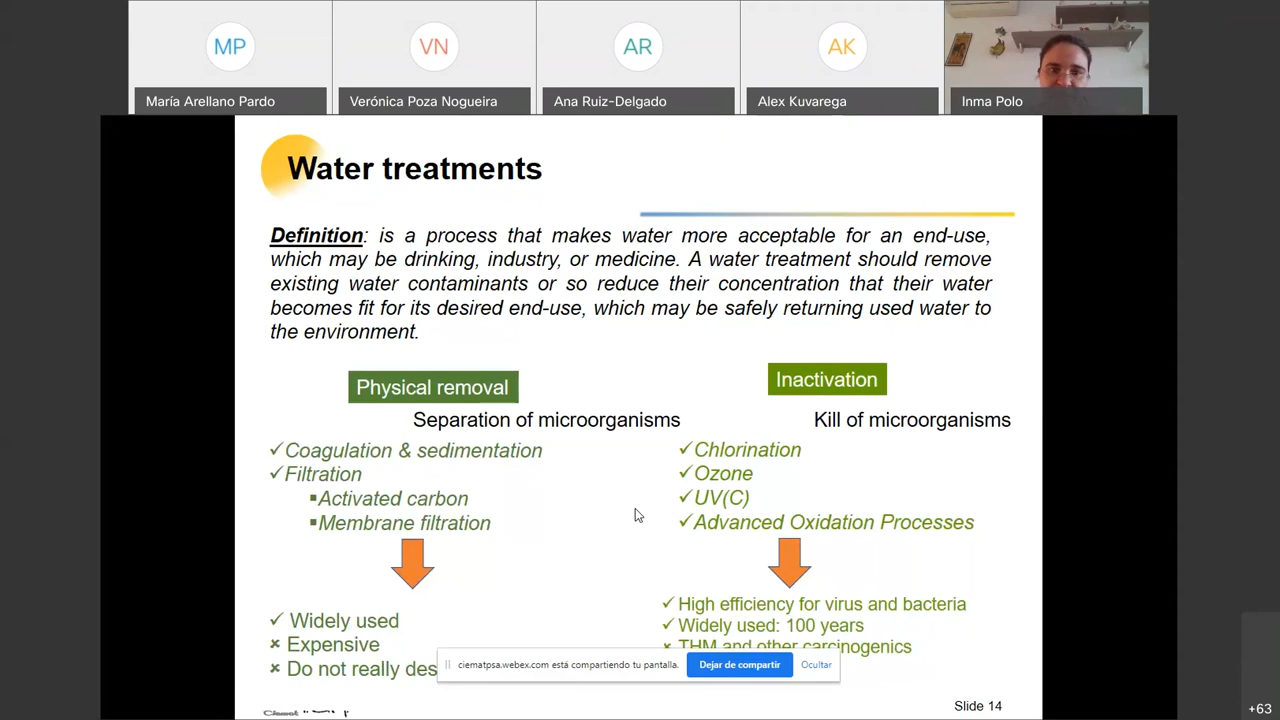 MP
VN
AR
AK
María Arellano Pardo
Verónica Poza Nogueira
Ana Ruiz-Delgado
Alex Kuvarega
Inma Polo
Water treatments
Definition: is a process that makes water more acceptable for an end-use,
which may be drinking, industry, or medicine. A water treatment should remove
existing water contaminants or so reduce their concentration that their water
becomes fit for its desired end-use, which may be safely returning used water to
the environment.
Physical removal
Separation of microorganisms
✓Coagulation & sedimentation
✓Filtration
▪Activated carbon
▪Membrane filtration
✓ Widely used
× Expensive
× Do not really
Inactivation
Kill of microorganisms
✓Chlorination
✓Ozone
✓UV(C)
✓Advanced Oxidation Processes
✓ High efficiency for virus and bacteria
✓ Widely used: 100 years
× THM and other carcinogenics
ciematpsa.webex.com está compartiendo tu pantalla.
Dejar de compartir
Ocultar
Slide 14
+63